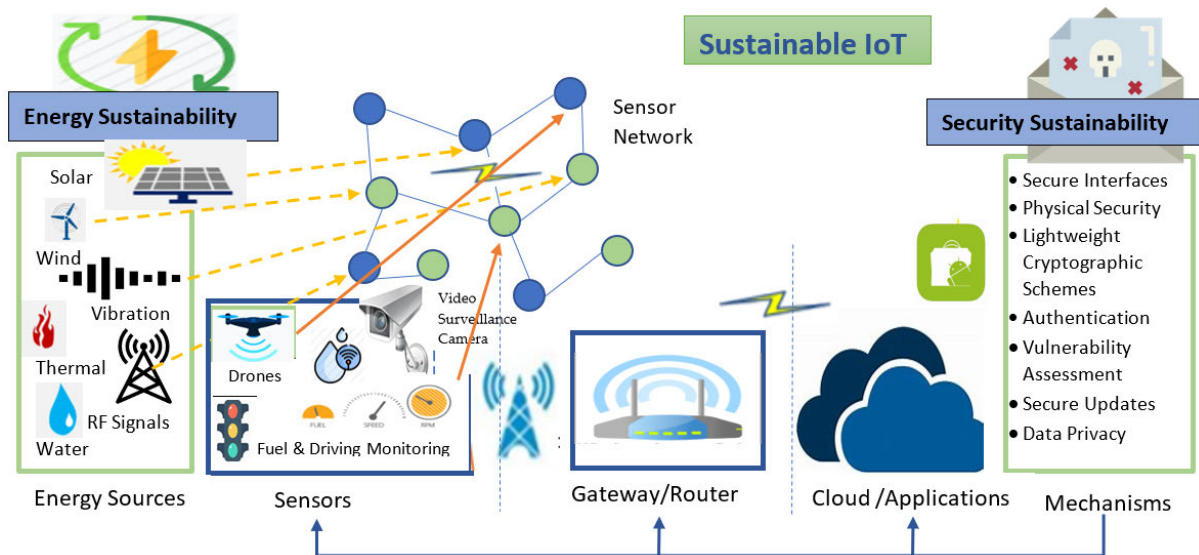 Sustainable IoT
Energy Sustainability
Sensor
Network
Security Sustainability
Solar
Wind
Vibration
Thermal
RF Signals
Water
Energy Sources
Video
Surveillance
Camera
Drones
FUEL
SPEED
RPM
Fuel & Driving Monitoring
Sensors
:
Gateway/Router
Cloud /Applications
• Secure Interfaces
• Physical Security
• Lightweight
Cryptographic
Schemes
• Authentication
• Vulnerability
Assessment
• Secure Updates
• Data Privacy
Mechanisms